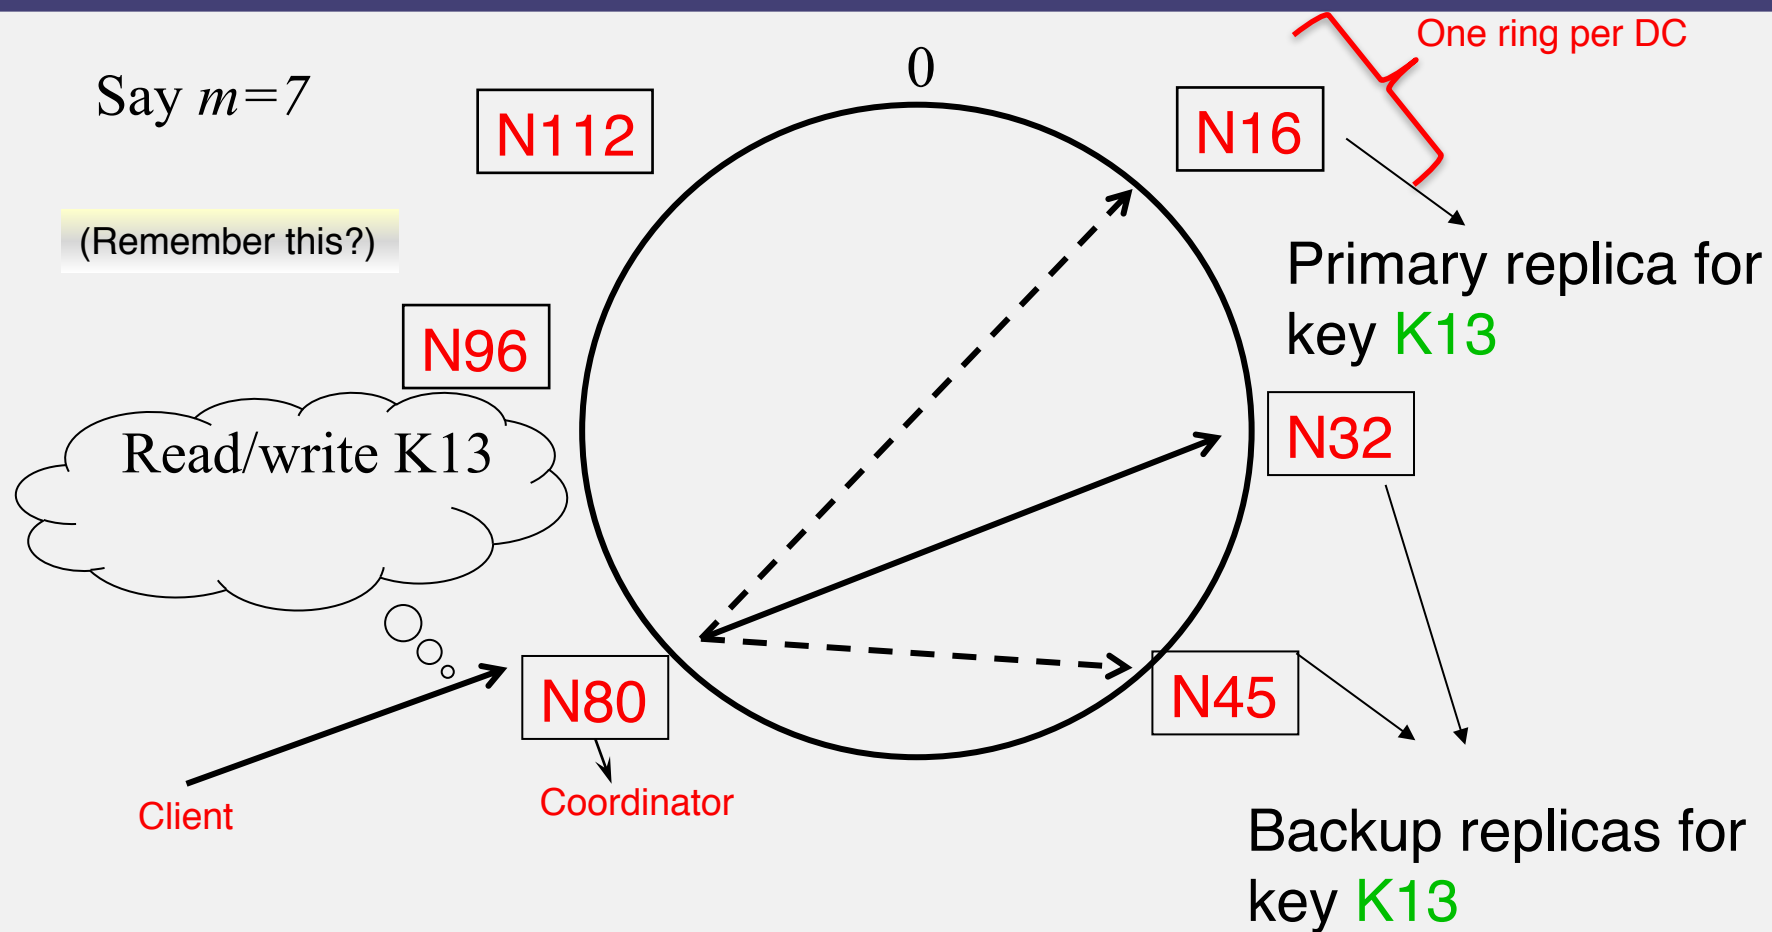 One ring per DC
Say m=7
0
N112
N16
(Remember this?)
Primary replica for
key K13
N96
Read/write K13
N32
N80
N45
Client
Coordinator
Backup replicas for
key K13